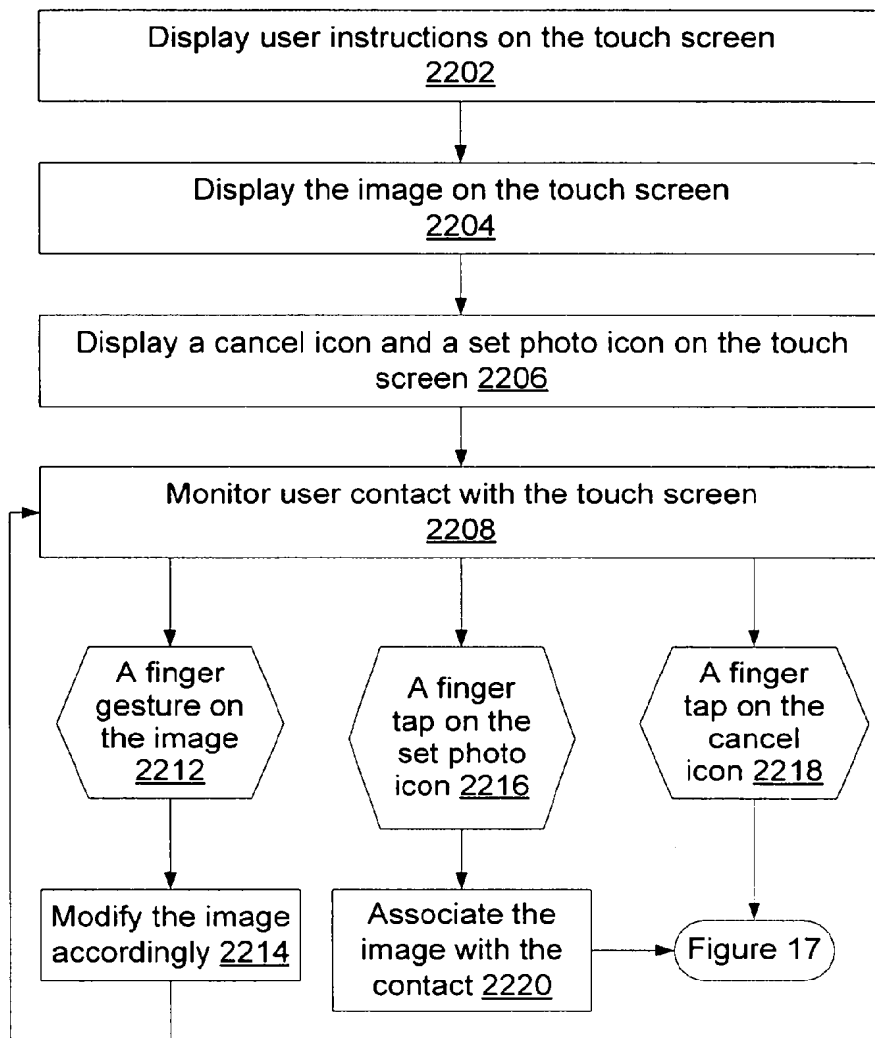 Display user instructions on the touch screen
2202
Display the image on the touch screen
2204
Display a cancel icon and a set photo icon on the touch
screen 2206
Monitor user contact with the touch screen
2208
A finger
gesture on
the image
2212
A finger
tap on the
set photo
icon 2216
A finger
tap on the
cancel
icon 2218
Modify the image
accordingly 2214
Associate the
image with the
contact 2220
Figure 17